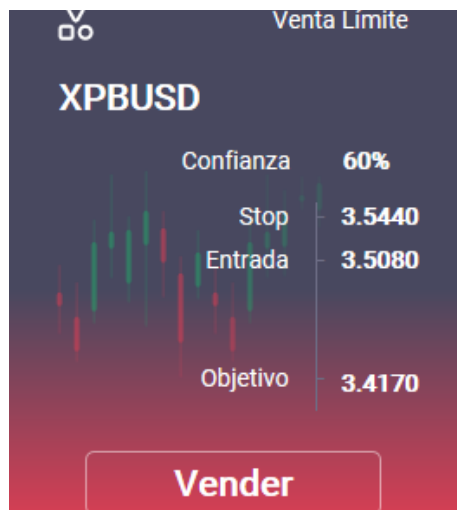 Venta Límite
XPBUSD
Confianza 60%
Stop 3.5440
Entrada 3.5080
Objetivo 3.4170
Vender